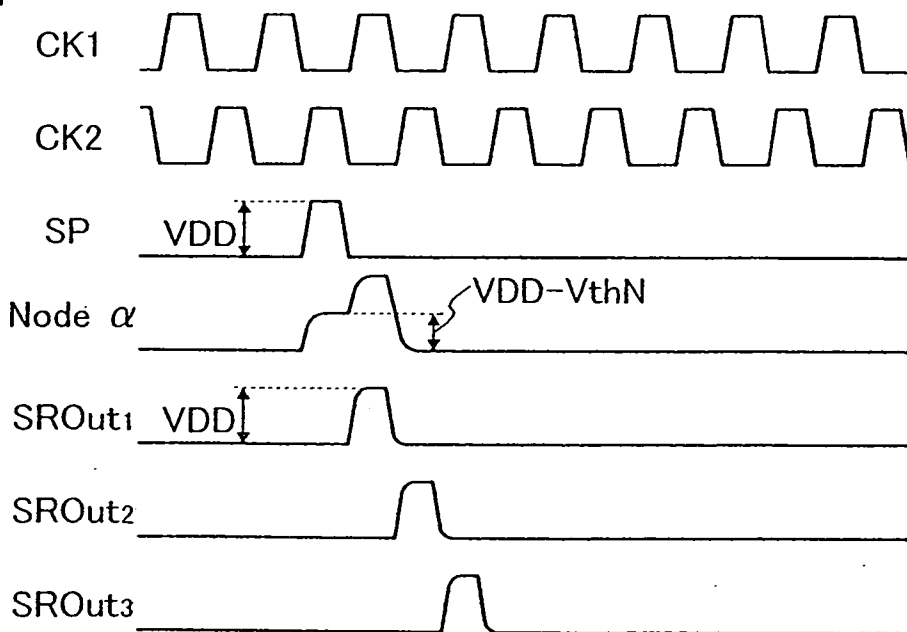 CK1
CK2
SP
VDD
Node α
VDD-VthN
SROut1
VDD
SROut2
SROut3